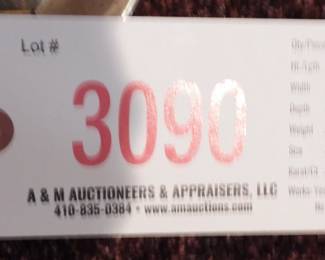 Lot #
3090
A & M AUCTIONEERS & APPRAISERS, LLC
410-835-0384 • www.amauctions.com
Width
Depth
Weight
Size